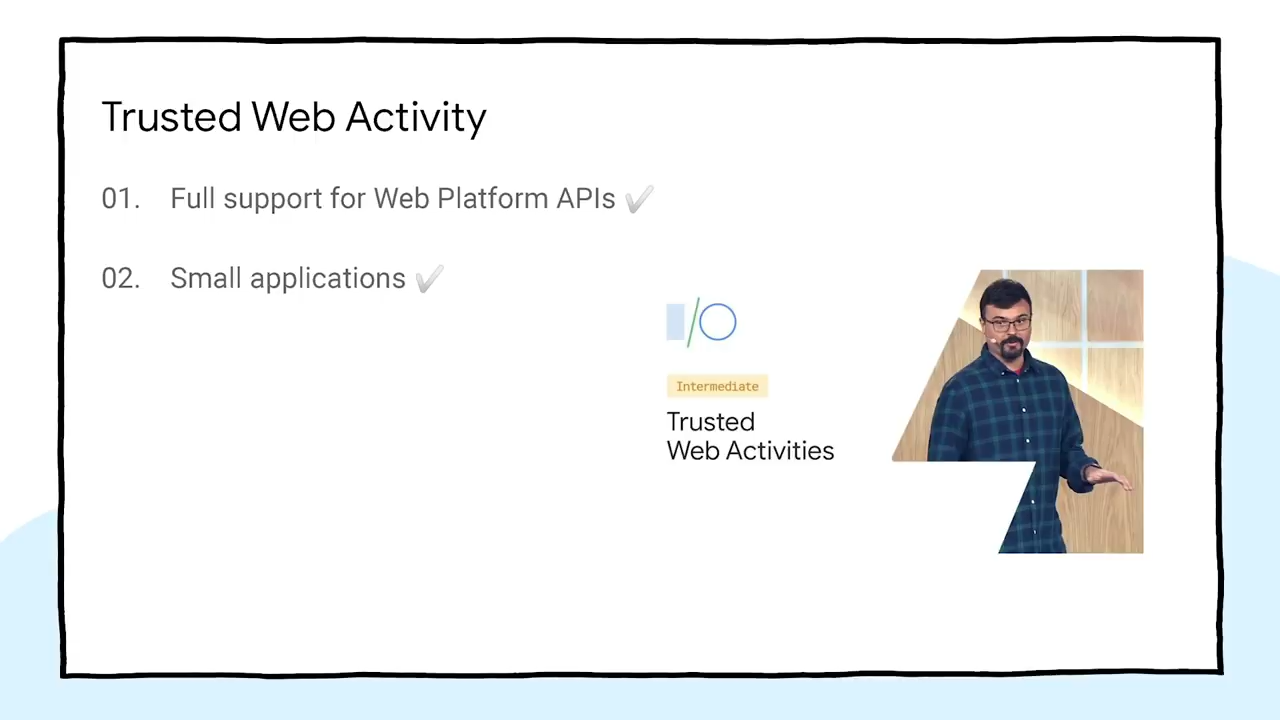 Trusted Web Activity
01. Full support for Web Platform APIs ✔
02. Small applications ✔
I/O
Intermediate
Trusted
Web Activities